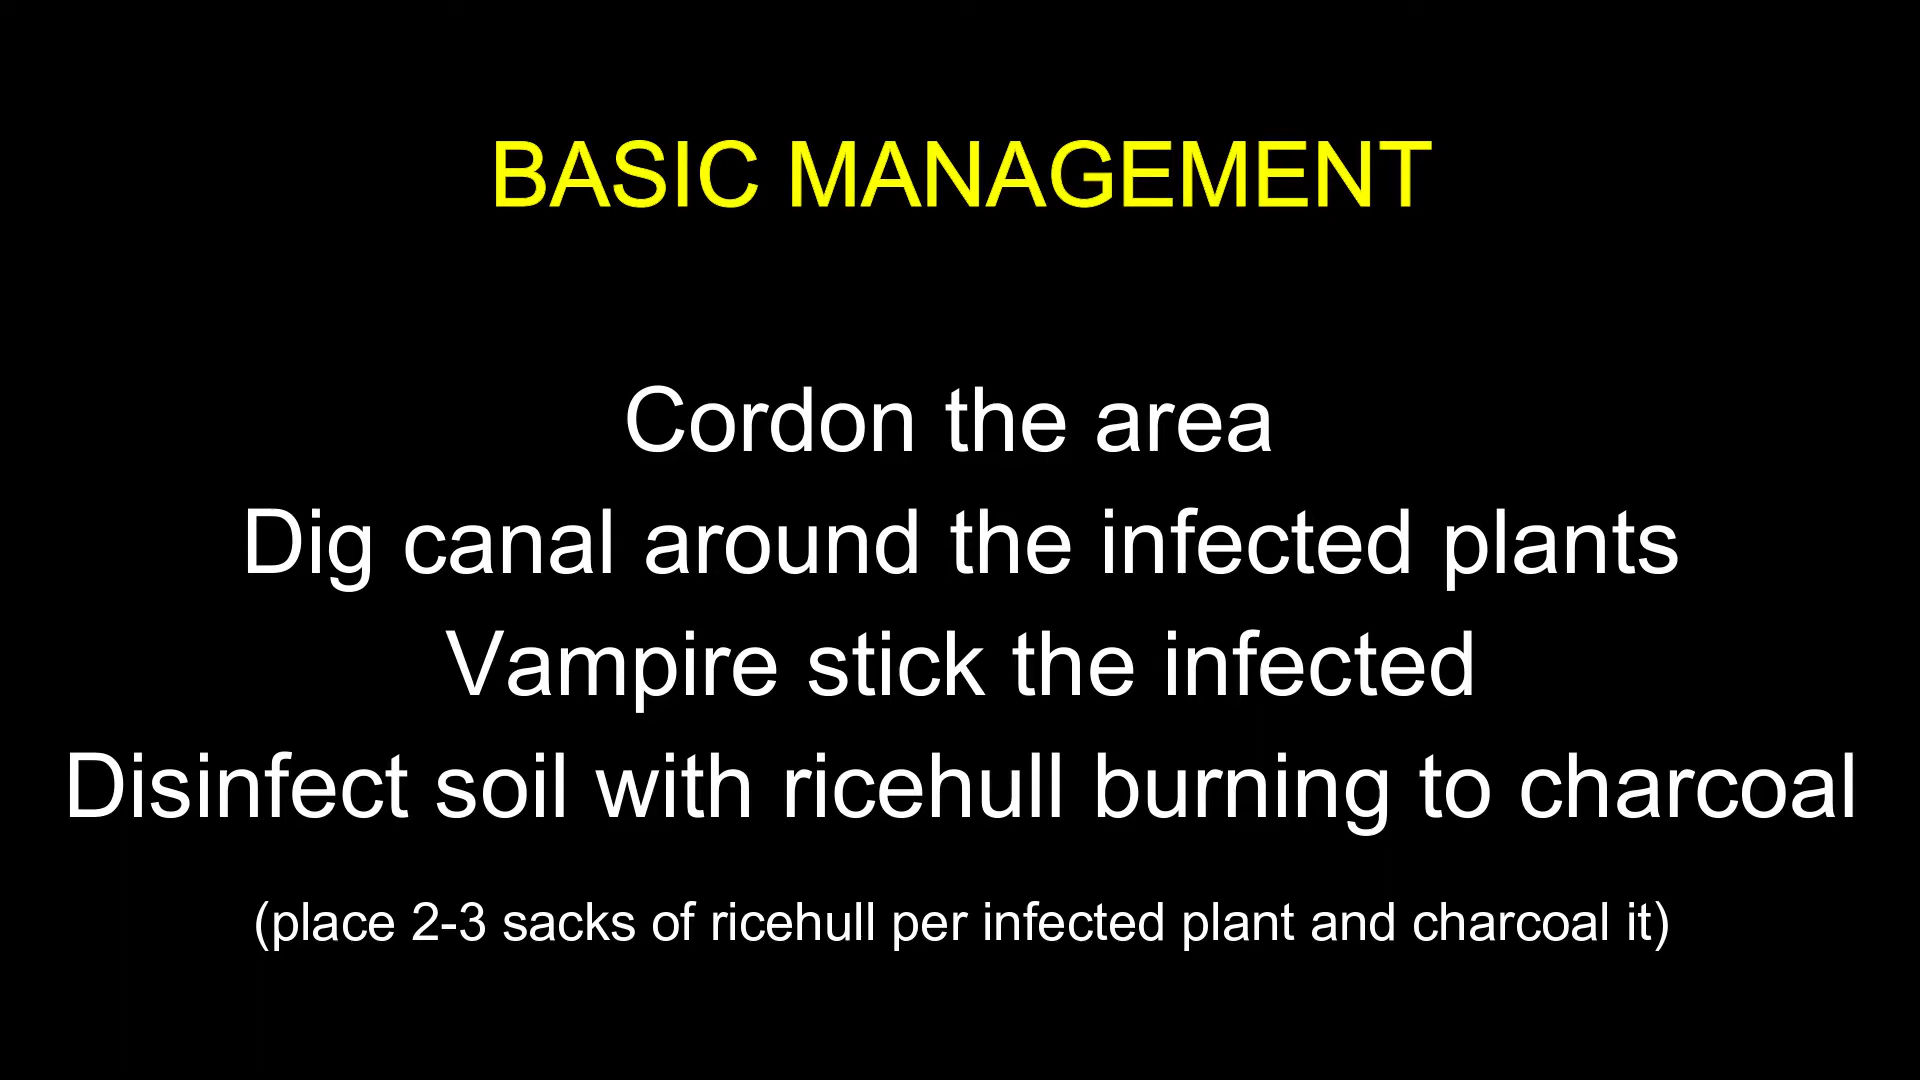 BASIC MANAGEMENT
Cordon the area
Dig canal around the infected plants
Vampire stick the infected
Disinfect soil with ricehull burning to charcoal
(place 2-3 sacks of ricehull per infected plant and charcoal it)